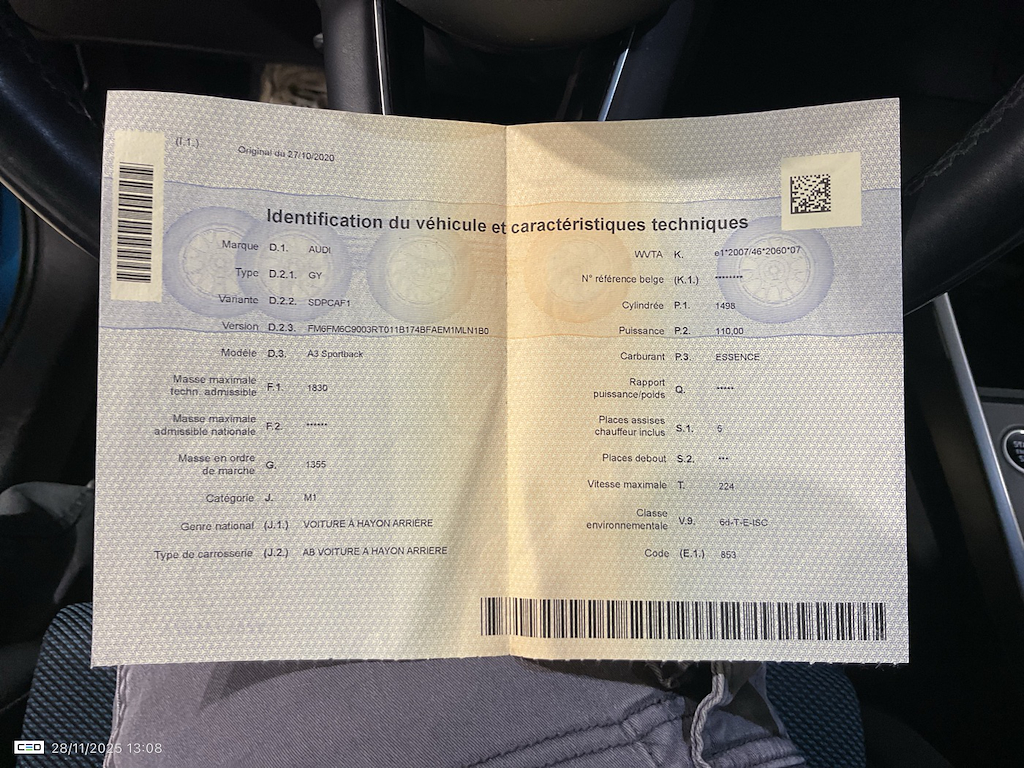 (I.1.)
Original du 27/10/2020
Identification du véhicule et caractéristiques techniques
Marque D.1. AUDI
Type D.2.1. GY
Variante D.2.2. SDPCAF1
Version D.2.3. FM6FM6C9003RT011B174BFAEM1MLN1B0
Modèle D.3. A3 Sportback
Masse maximale
techn. admissible F.1. 1830
Masse maximale
admissible nationale F.2. ******
Masse en ordre
de marche G. 1355
Catégorie J. M1
Genre national (J.1.) VOITURE À HAYON ARRIÈRE
Type de carrosserie (J.2.) AB VOITURE A HAYON ARRIERE
WVTA K. e1*2007/46*2060*07
N° référence belge (K.1.) ********
Cylindrée P.1. 1498
Puissance P.2. 110,00
Carburant P.3. ESSENCE
Rapport
puissance/poids Q. *****
Places assises
chauffeur inclus S.1. 5
Places debout S.2. ***
Vitesse maximale T. 224
Classe
environnementale V.9. 6d-T-E-ISC
Code (E.1.) 853
CEO 28/11/2025 13:08